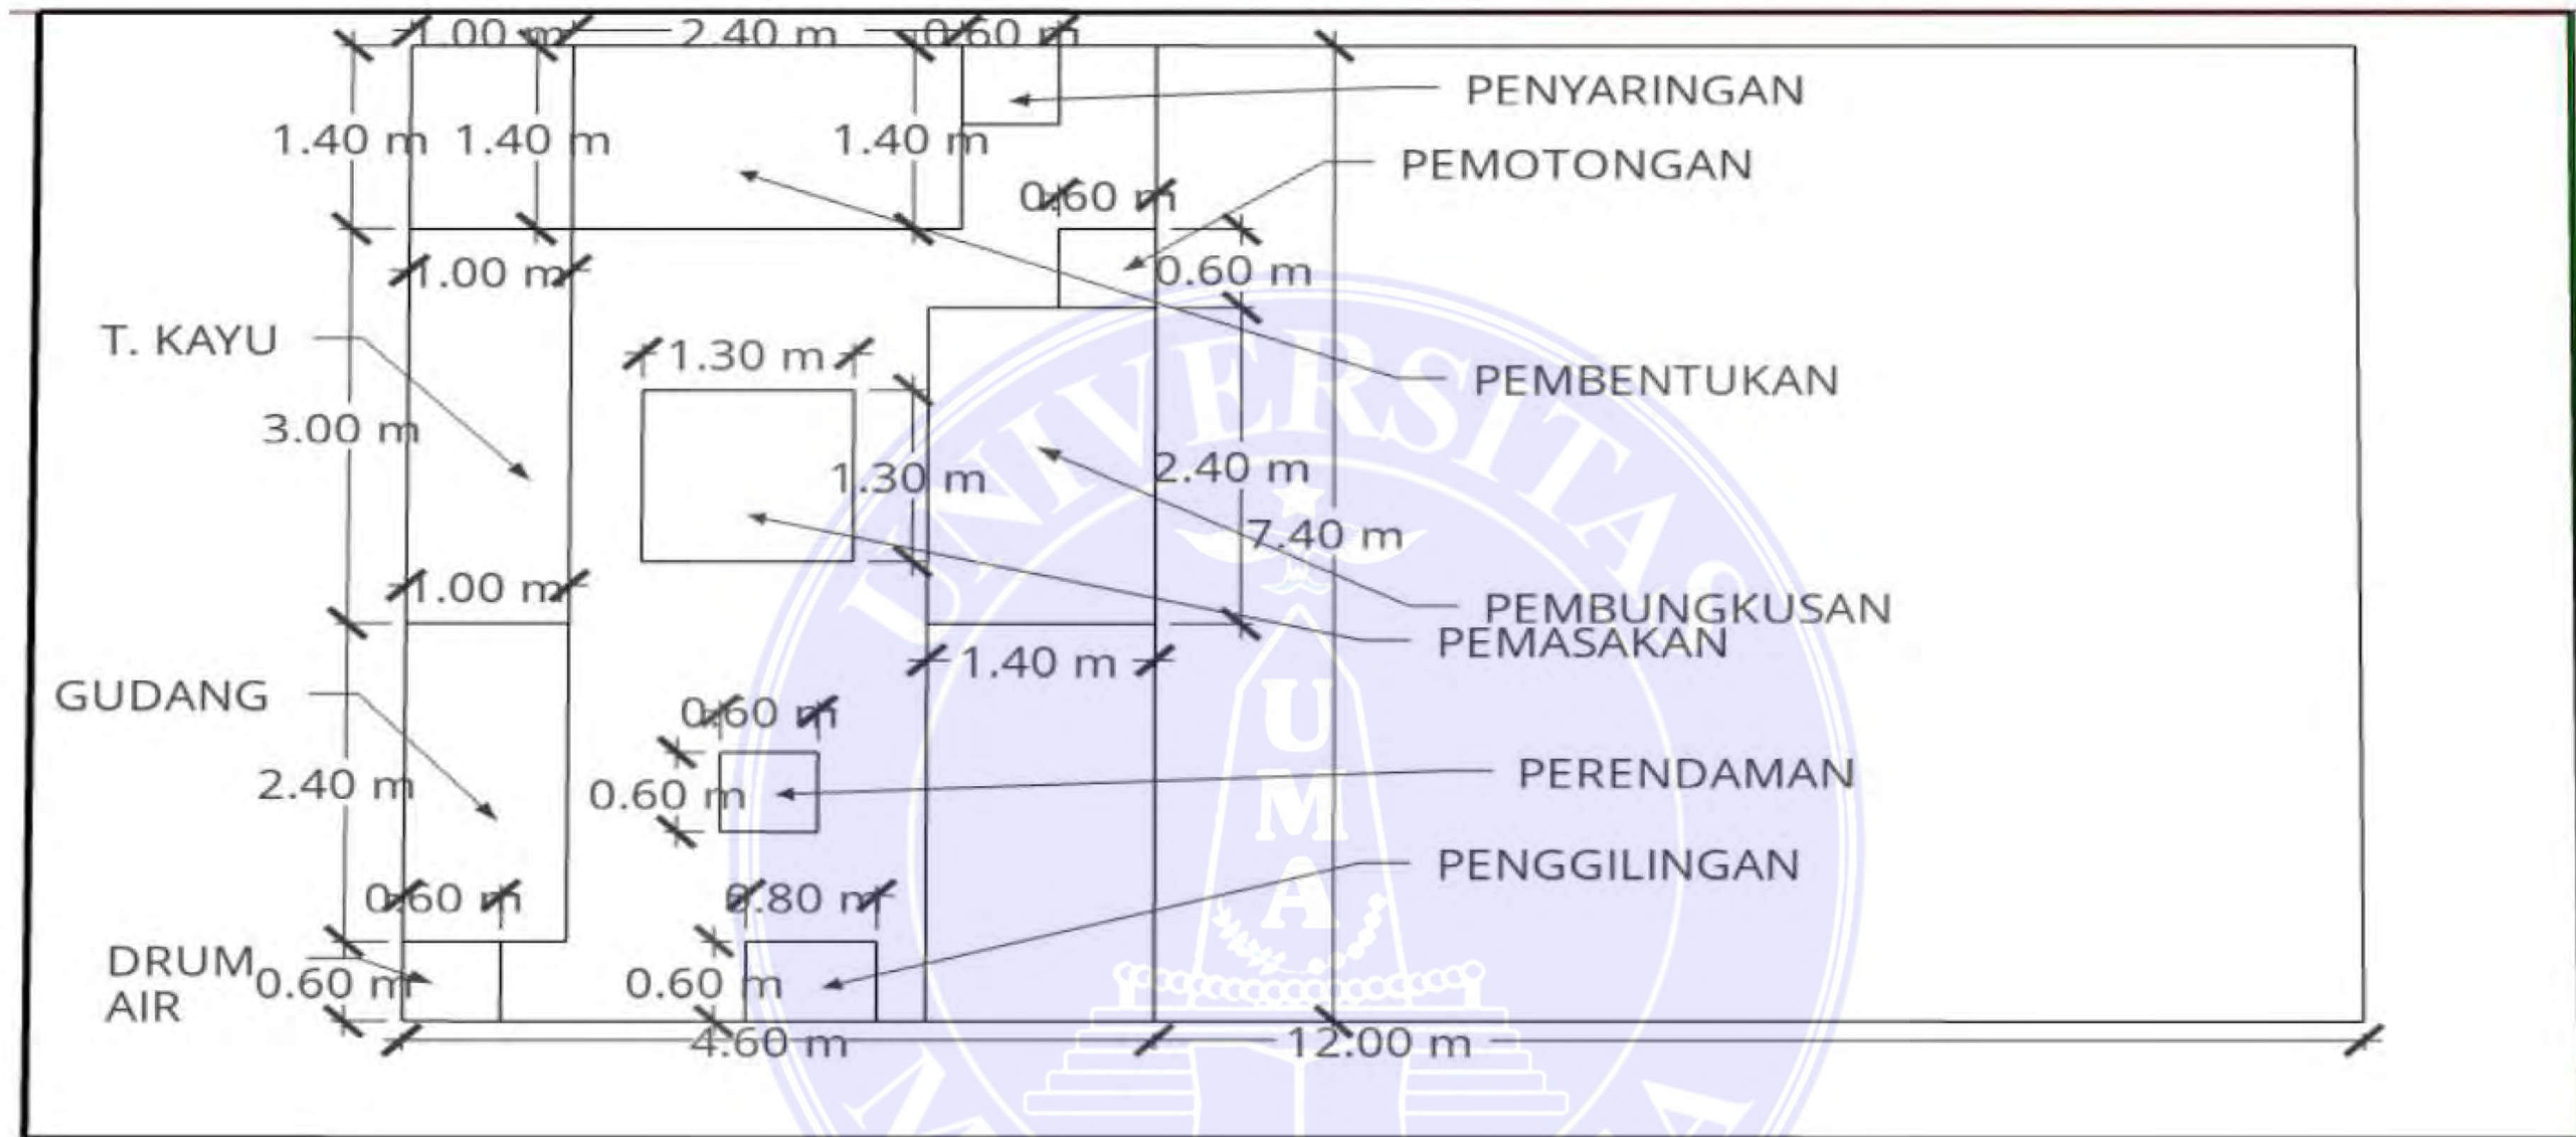 1.00 m 2.40 m 0.60 m
PENYARINGAN
1.40 m 1.40 m 1.40 m
PEMOTONGAN
0.60 m
1.00 m 0.60 m
T. KAYU
1.30 m
PEMBENTUKAN
3.00 m
1.30 m 2.40 m
7.40 m
1.00 m
PEMBUNGKUSAN
PEMASAKAN
1.40 m
GUDANG
0.60 m
2.40 m
0.60 m
PERENDAMAN
PENGGILINGAN
0.60 m 0.80 m
DRUM
AIR
0.60 m 0.60 m
4.60 m 12.00 m
UNIVERSITAS
U
M
A